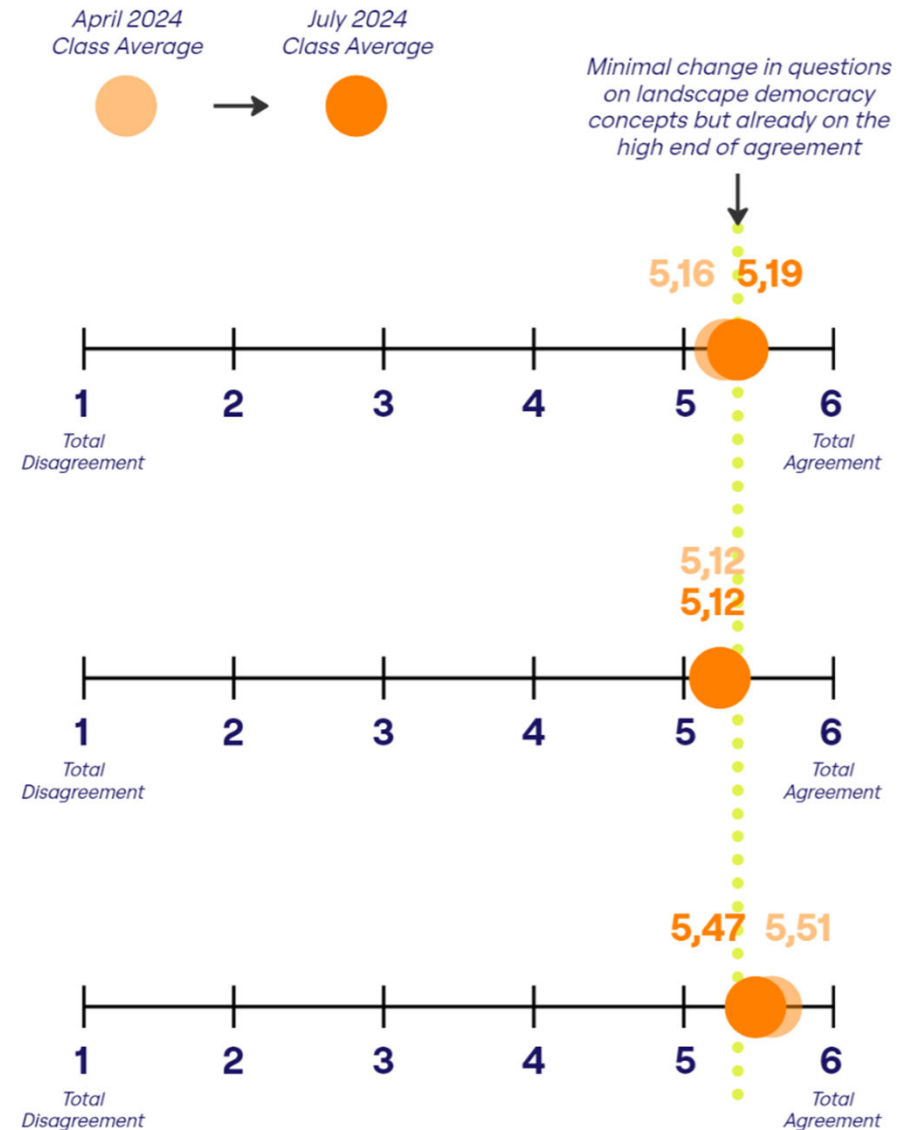 April 2024
Class Average
July 2024
Class Average
Minimal change in questions
on landscape democracy
concepts but already on the
high end of agreement
5,16 5,19
1 2 3 4 5 6
Total
Disagreement
Total
Agreement
5,12
5,12
1 2 3 4 5 6
Total
Disagreement
Total
Agreement
5,47 5,51
1 2 3 4 5 6
Total
Disagreement
Total
Agreement